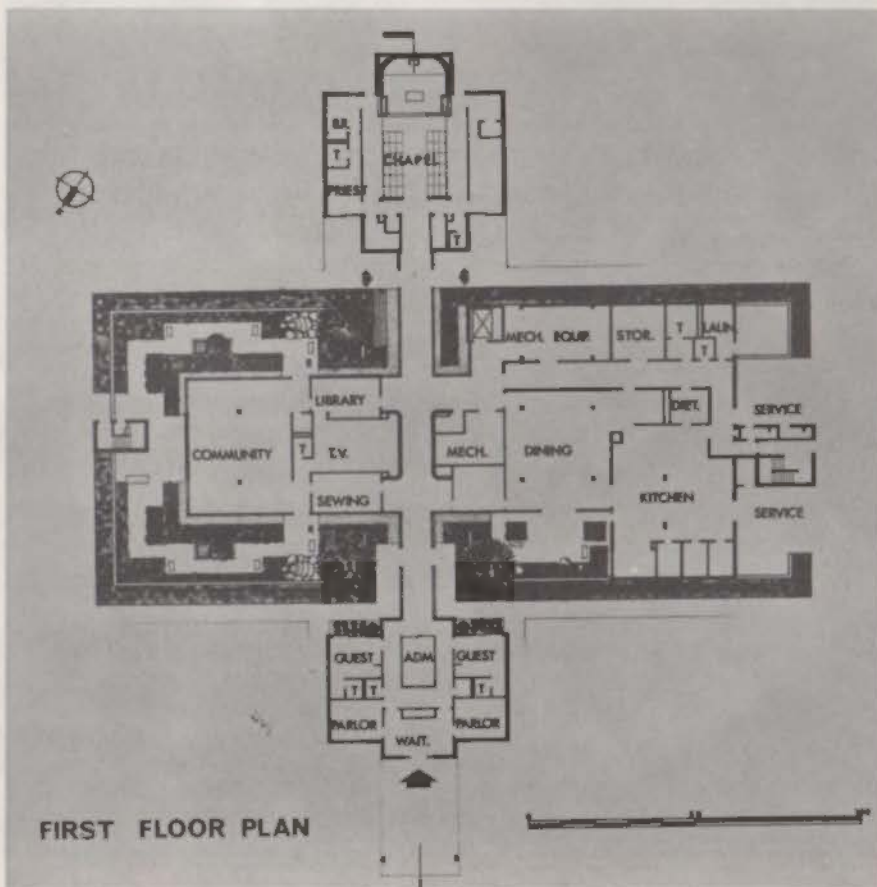 B.R.
T.
CHAPEL
PRIEST
T.
MECH. EQUIP.
STOR.
T.
LAUN.
T.
LIBRARY
DIET.
SERVICE
COMMUNITY
T.
T.V.
MECH.
DINING
SEWING
KITCHEN
SERVICE
GUEST
ADM.
GUEST
T
T
T
PARLOR
PARLOR
WAIT.
FIRST FLOOR PLAN